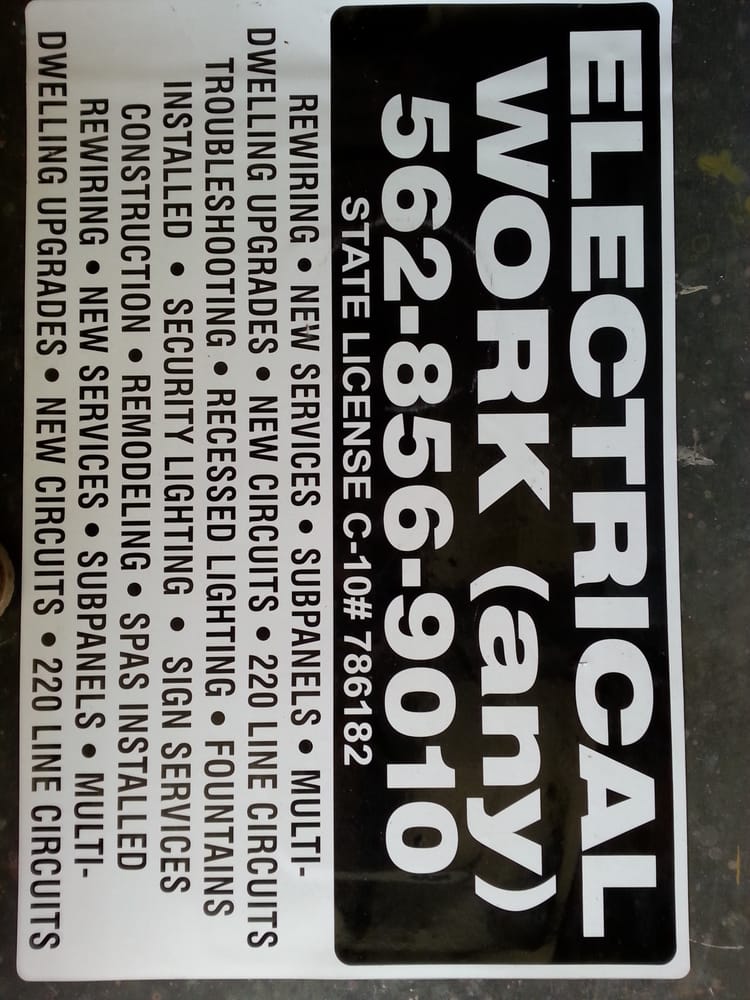 ELECTRICAL
WORK (any)
562-856-9010
STATE LICENSE C-10# 786182
REWIRING • NEW SERVICES • SUBPANELS • MULTI-
DWELLING UPGRADES • NEW CIRCUITS • 220 LINE CIRCUITS
TROUBLESHOOTING • RECESSED LIGHTING • FOUNTAINS
INSTALLED • SECURITY LIGHTING • SIGN SERVICES
CONSTRUCTION • REMODELING • SPAS INSTALLED
REWIRING • NEW SERVICES • SUBPANELS • MULTI-
DWELLING UPGRADES • NEW CIRCUITS • 220 LINE CIRCUITS